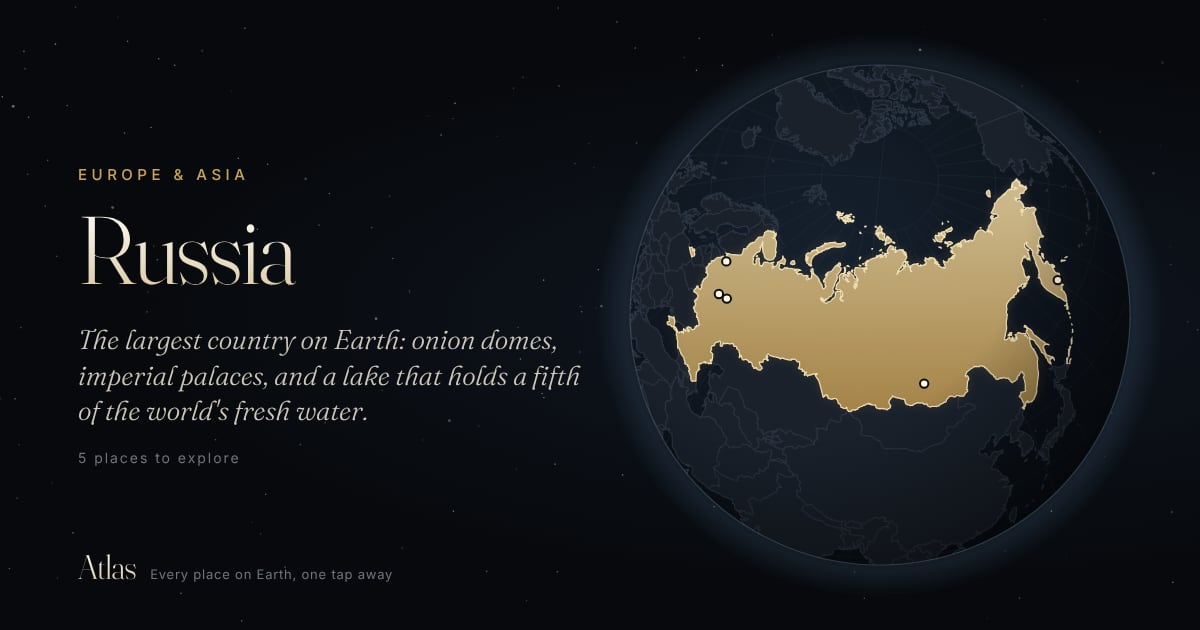 EUROPE & ASIA
Russia
The largest country on Earth: onion domes,
imperial palaces, and a lake that holds a fifth
of the world's fresh water.
5 places to explore
Atlas Every place on Earth, one tap away